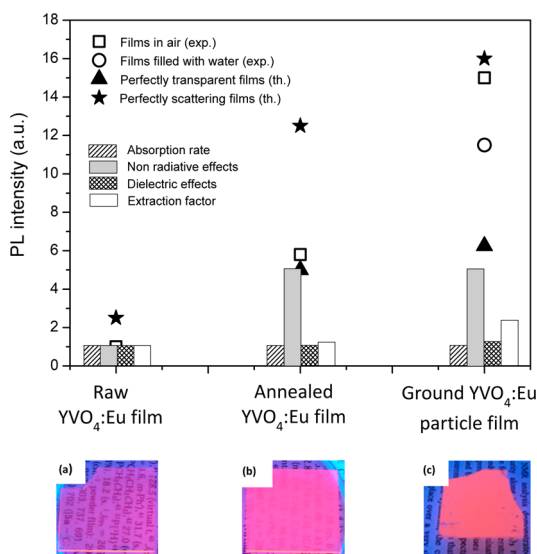 18
16
14
12
10
8
6
4
2
0
PL intensity (a.u.)
Films in air (exp.)
Films filled with water (exp.)
Perfectly transparent films (th.)
Perfectly scattering films (th.)
Absorption rate
Non radiative effects
Dielectric effects
Extraction factor
Raw
YVO₄:Eu film
Annealed
YVO₄:Eu film
Ground YVO₄:Eu
particle film
(a)
(b)
(c)